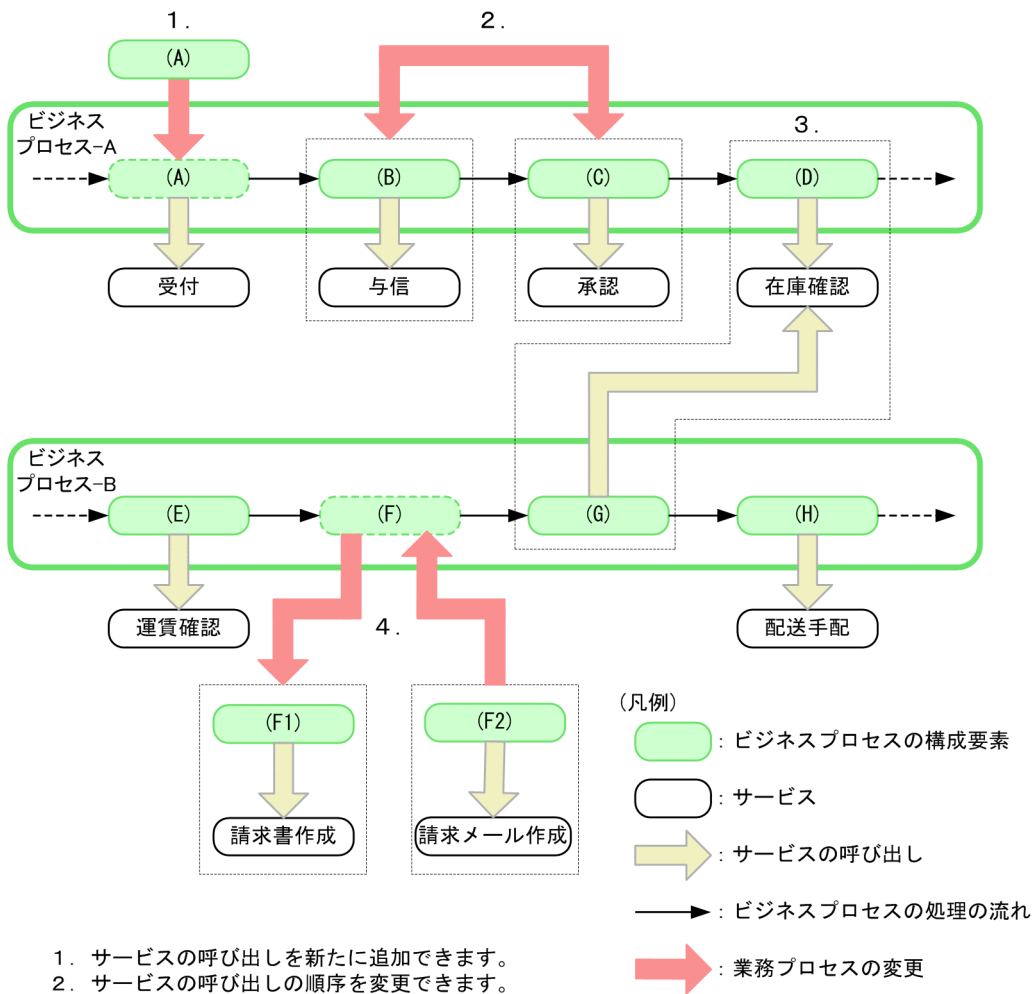 1.
2.
(A)
ビジネス
プロセス-A
3.
(A)
(B)
(C)
(D)
受付
与信
承認
在庫確認
ビジネス
プロセス-B
(E)
(F)
(G)
(H)
運賃確認
4.
配送手配
(F1)
(F2)
請求書作成
請求メール作成
(凡例)
：ビジネスプロセスの構成要素
：サービス
：サービスの呼び出し
：ビジネスプロセスの処理の流れ
：業務プロセスの変更
1. サービスの呼び出しを新たに追加できます。
2. サービスの呼び出しの順序を変更できます。